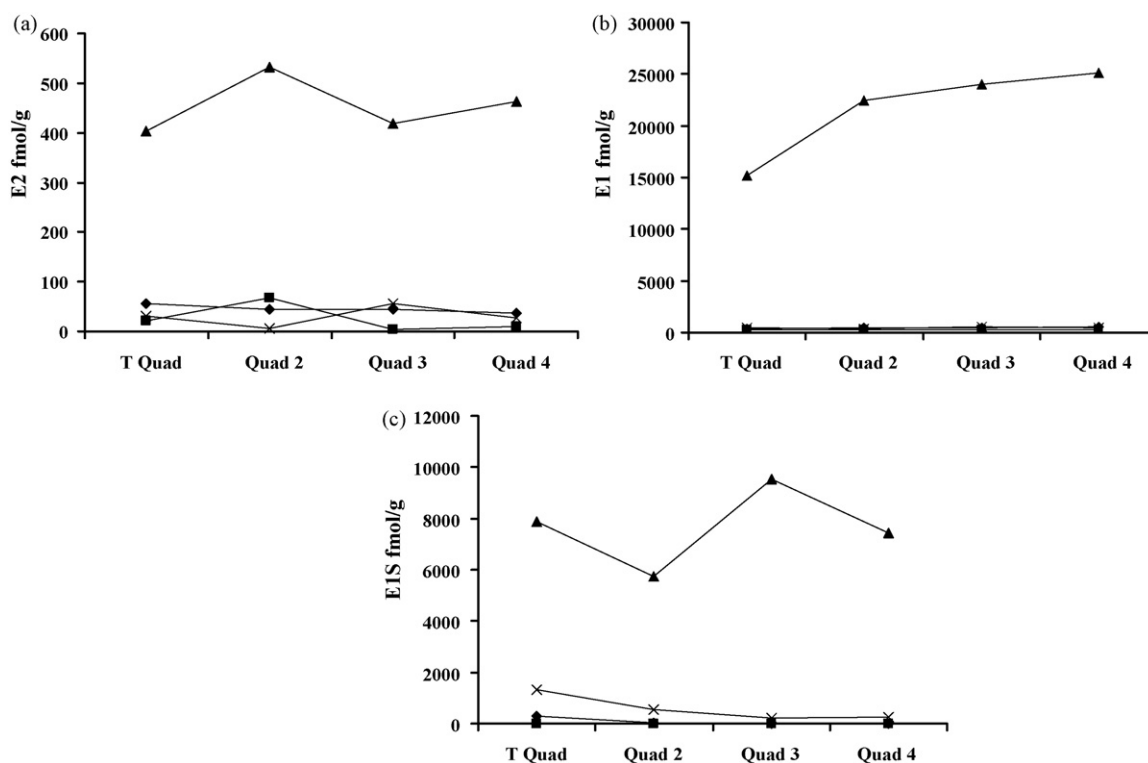 (a)
E2 fmol/g
600
500
400
300
200
100
0
T Quad Quad 2 Quad 3 Quad 4
(b)
E1 fmol/g
30000
25000
20000
15000
10000
5000
0
T Quad Quad 2 Quad 3 Quad 4
(c)
E1S fmol/g
12000
10000
8000
6000
4000
2000
0
T Quad Quad 2 Quad 3 Quad 4